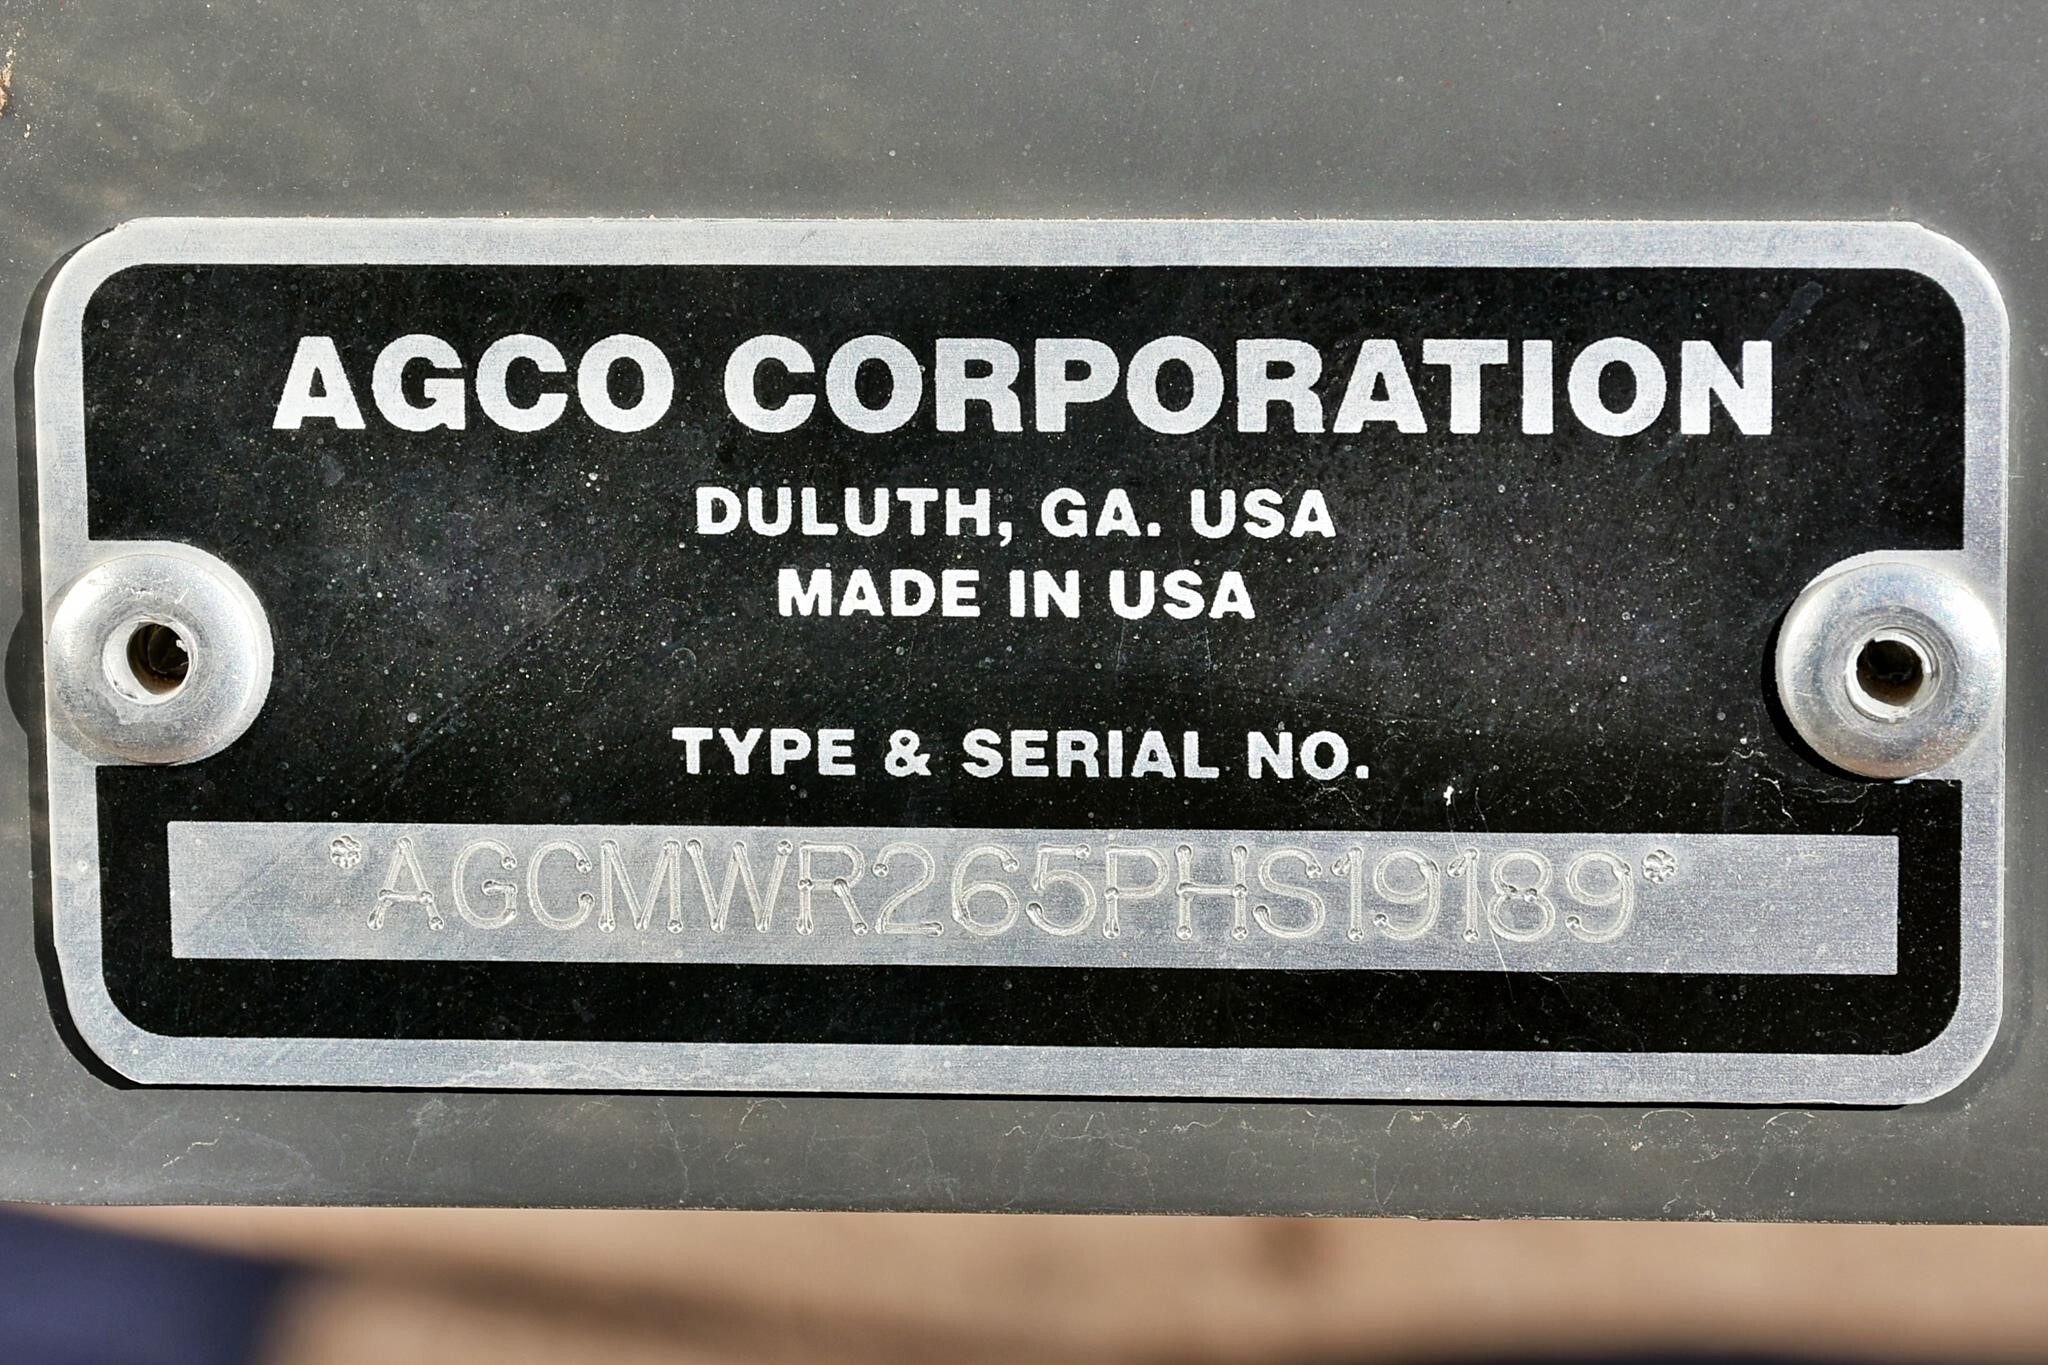 AGCO CORPORATION
DULUTH, GA. USA
MADE IN USA
TYPE & SERIAL NO.
*AGCMWR265PHS19189*